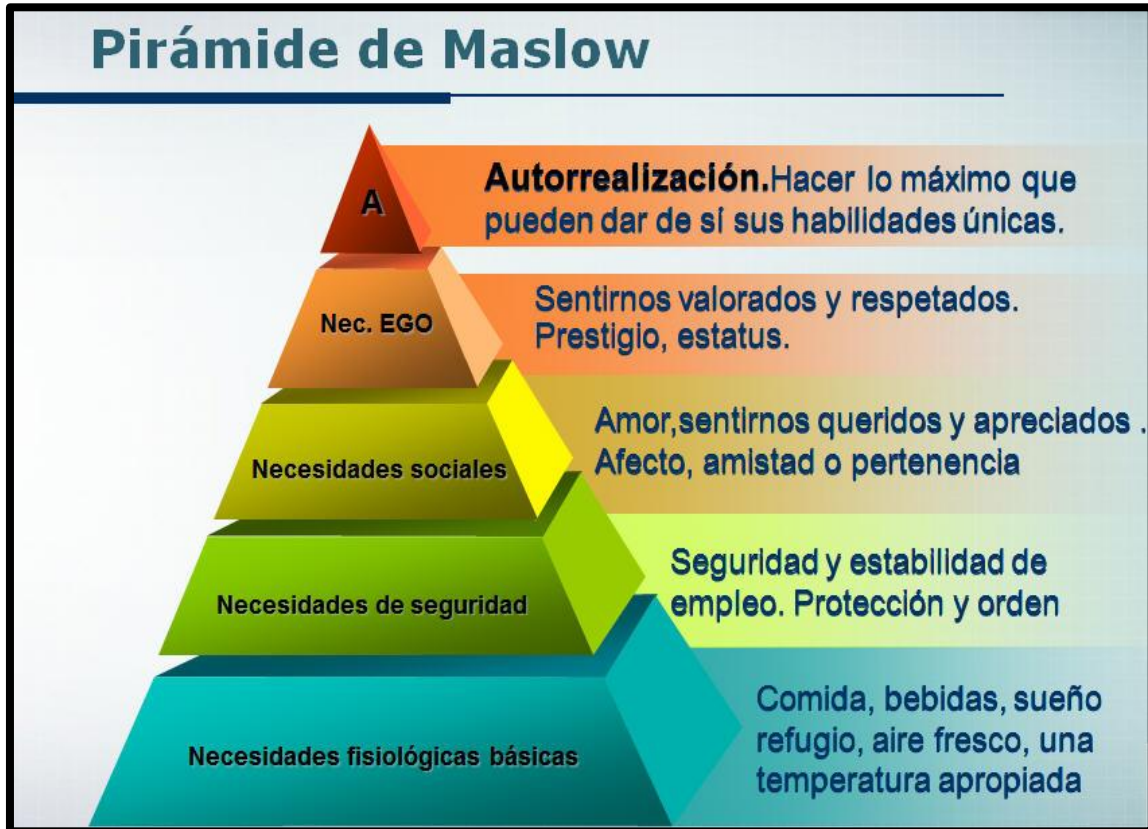 Pirámide de Maslow
A
Autorrealización.Hacer lo máximo que
pueden dar de sí sus habilidades únicas.
Nec. EGO
Sentirnos valorados y respetados.
Prestigio, estatus.
Necesidades sociales
Amor,sentirnos queridos y apreciados .
Afecto, amistad o pertenencia
Necesidades de seguridad
Seguridad y estabilidad de
empleo. Protección y orden
Necesidades fisiológicas básicas
Comida, bebidas, sueño
refugio, aire fresco, una
temperatura apropiada